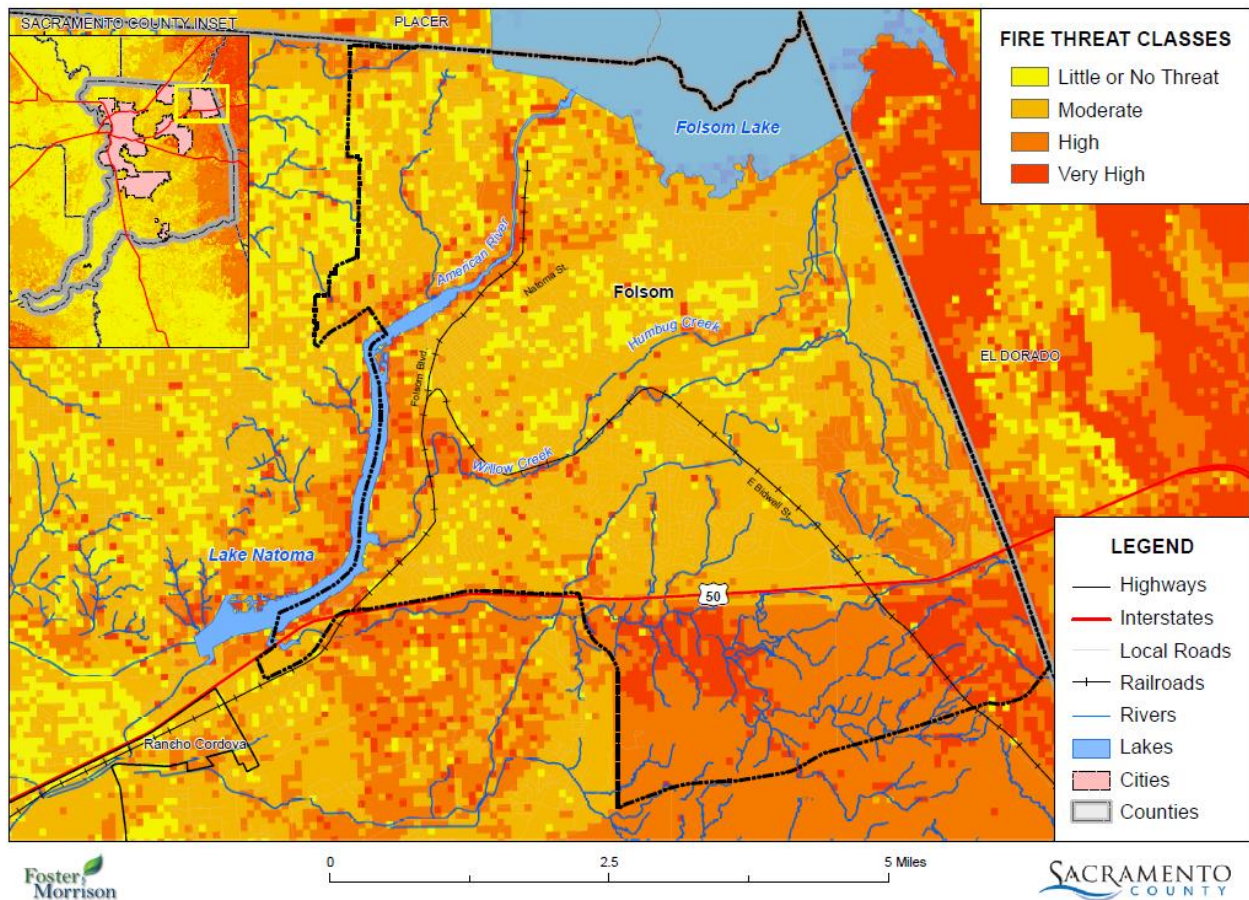 SACRAMENTO COUNTY INSET
PLACER
FIRE THREAT CLASSES
Little or No Threat
Moderate
High
Very High
Folsom Lake
American River
Natoma St.
Folsom
Humbug Creek
EL DORADO
Folsom Blvd.
Willow Creek
E Bidwell St.
Lake Natoma
50
Rancho Cordova
LEGEND
Highways
Interstates
Local Roads
Railroads
Rivers
Lakes
Cities
Counties
0
2.5
5 Miles
Foster
Morrison
SACRAMENTO
COUNTY